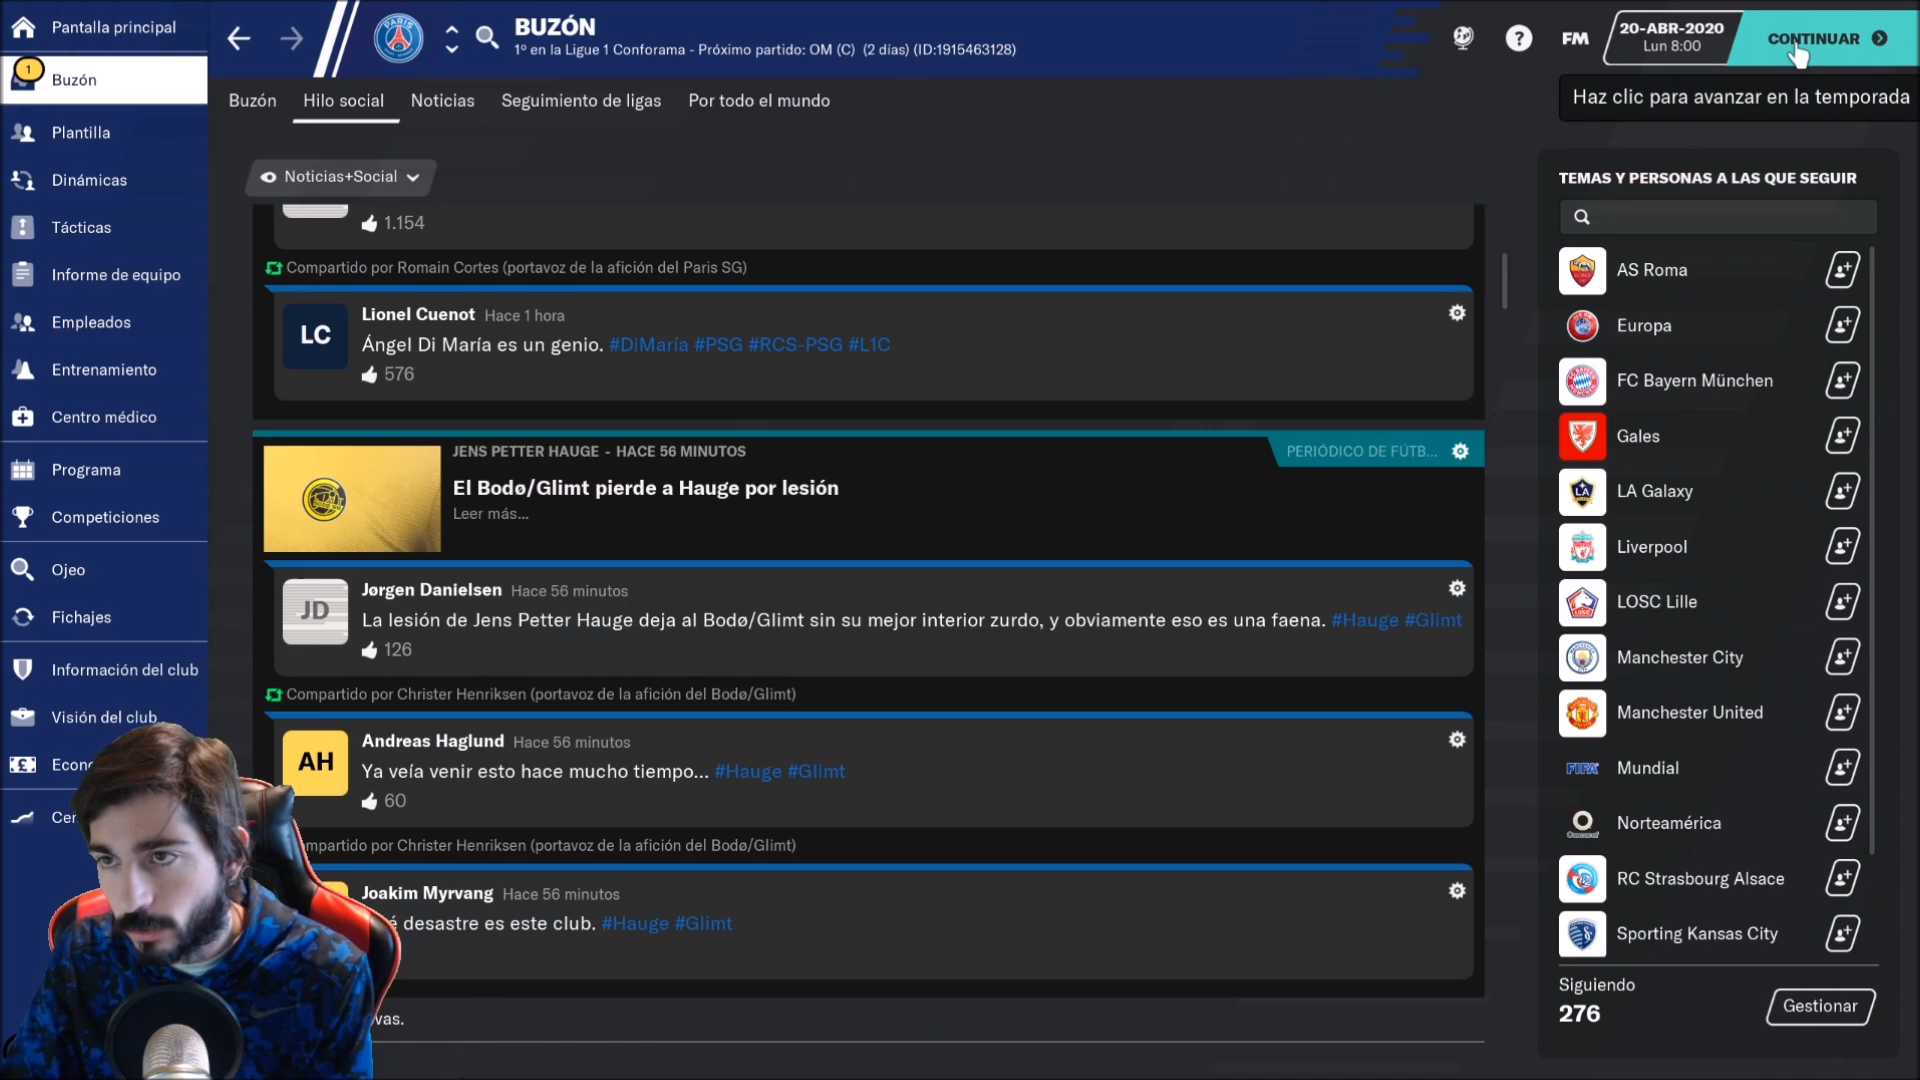 Pantalla principal
1
Buzón
Plantilla
Dinámicas
Tácticas
Informe de equipo
Empleados
Entrenamiento
Centro médico
Programa
Competiciones
Ojeo
Fichajes
Información del club
Visión del club
PARIS
BUZÓN
1º en la Ligue 1 Conforama - Próximo partido: OM (C) (2 días) (ID:1915463128)
FM
20-ABR-2020
Lun 8:00
CONTINUAR
Haz clic para avanzar en la temporada
Buzón
Hilo social
Noticias
Seguimiento de ligas
Por todo el mundo
Noticias+Social
1.154
Compartido por Romain Cortes (portavoz de la afición del Paris SG)
LC
Lionel Cuenot Hace 1 hora
Ángel Di María es un genio. #DiMaría #PSG #RCS-PSG #L1C
576
JENS PETTER HAUGE - HACE 56 MINUTOS
PERIÓDICO DE FÚTB...
El Bodø/Glimt pierde a Hauge por lesión
Leer más...
JD
Jørgen Danielsen Hace 56 minutos
La lesión de Jens Petter Hauge deja al Bodø/Glimt sin su mejor interior zurdo, y obviamente eso es una faena. #Hauge #Glimt
126
Compartido por Christer Henriksen (portavoz de la afición del Bodø/Glimt)
AH
Andreas Haglund Hace 56 minutos
Ya veía venir esto hace mucho tiempo... #Hauge #Glimt
60
mpartido por Christer Henriksen (portavoz de la afición del Bodø/Glimt)
Joakim Myrvang Hace 56 minutos
é desastre es este club. #Hauge #Glimt
vas.
TEMAS Y PERSONAS A LAS QUE SEGUIR
AS Roma
Europa
FC Bayern München
Gales
LA Galaxy
Liverpool
LOSC Lille
Manchester City
Manchester United
FIFA
Mundial
Norteamérica
RC Strasbourg Alsace
Sporting Kansas City
Siguiendo
276
Gestionar